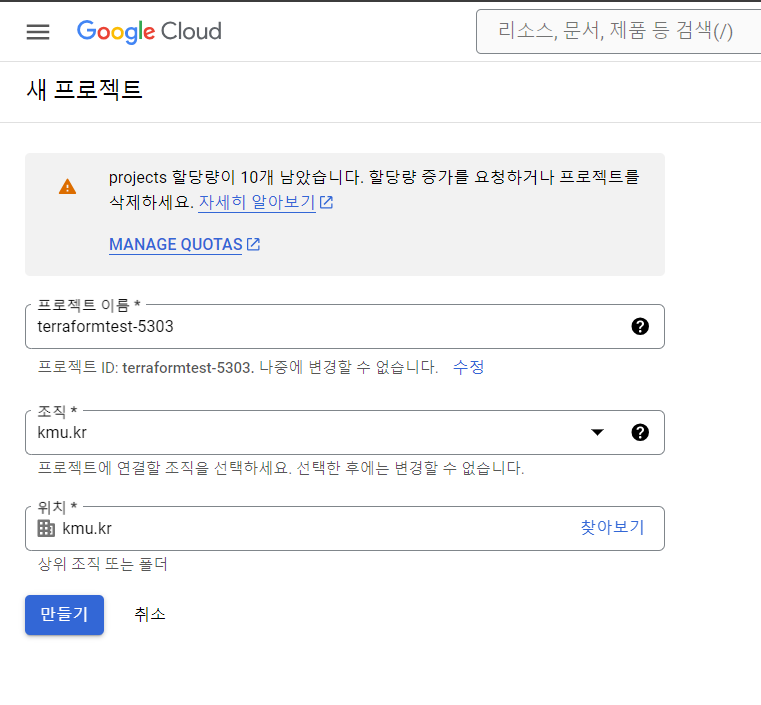 Google Cloud
리소스, 문서, 제품 등 검색(/)
새 프로젝트
projects 할당량이 10개 남았습니다. 할당량 증가를 요청하거나 프로젝트를
삭제하세요. 자세히 알아보기
MANAGE QUOTAS
프로젝트 이름 *
terraformtest-5303
프로젝트 ID: terraformtest-5303. 나중에 변경할 수 없습니다. 수정
조직 *
kmu.kr
프로젝트에 연결할 조직을 선택하세요. 선택한 후에는 변경할 수 없습니다.
위치 *
kmu.kr 찾아보기
상위 조직 또는 폴더
만들기 취소